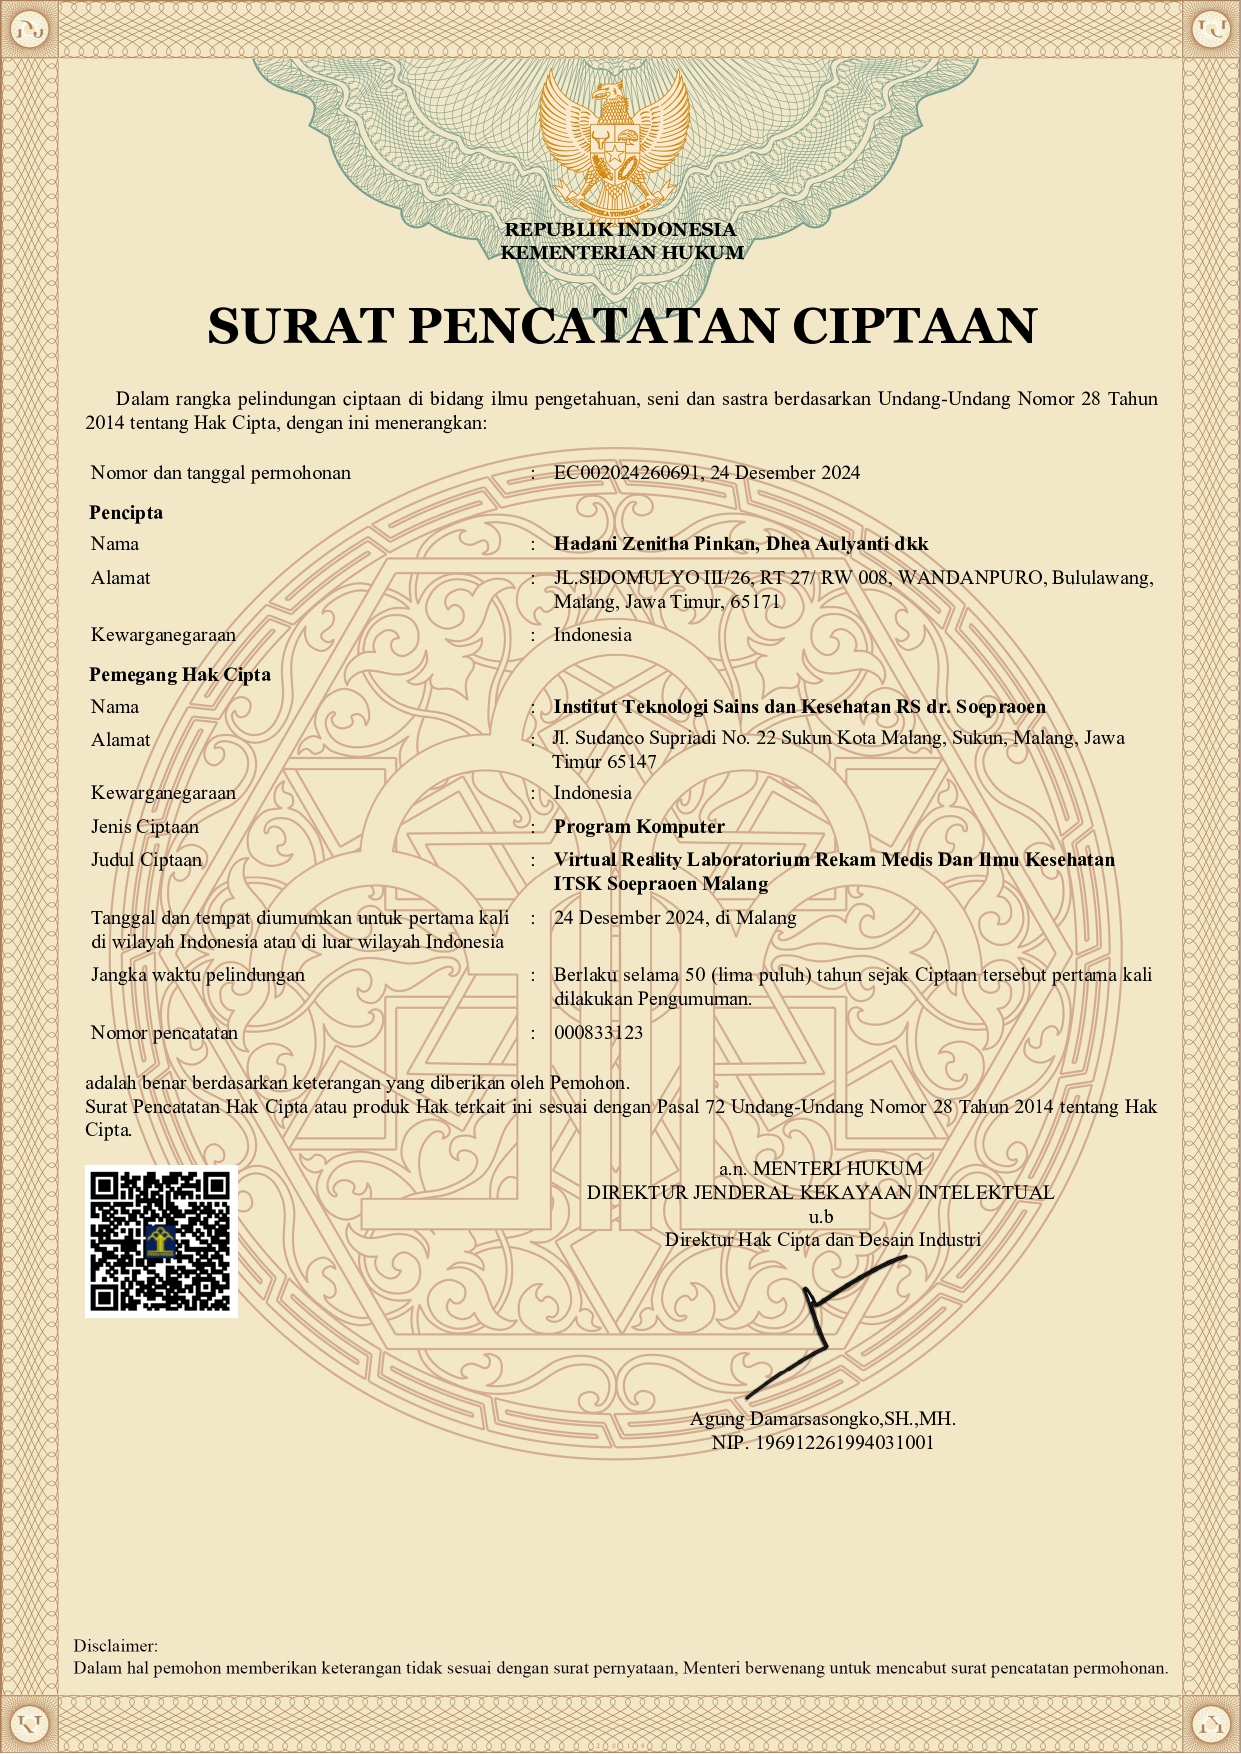 REPUBLIK INDONESIA
KEMENTERIAN HUKUM
SURAT PENCATATAN CIPTAAN
Dalam rangka pelindungan ciptaan di bidang ilmu pengetahuan, seni dan sastra berdasarkan Undang-Undang Nomor 28 Tahun
2014 tentang Hak Cipta, dengan ini menerangkan:
Nomor dan tanggal permohonan : EC002024260691, 24 Desember 2024
Pencipta
Nama : Hadani Zenitha Pinkan, Dhea Aulyanti dkk
Alamat : JL.SIDOMULYO III/26, RT 27/ RW 008, WANDANPURO, Bululawang,
Malang, Jawa Timur, 65171
Kewarganegaraan : Indonesia
Pemegang Hak Cipta
Nama : Institut Teknologi Sains dan Kesehatan RS dr. Soepraoen
Alamat : Jl. Sudanco Supriadi No. 22 Sukun Kota Malang, Sukun, Malang, Jawa
Timur 65147
Kewarganegaraan : Indonesia
Jenis Ciptaan : Program Komputer
Judul Ciptaan : Virtual Reality Laboratorium Rekam Medis Dan Ilmu Kesehatan
ITSK Soepraoen Malang
Tanggal dan tempat diumumkan untuk pertama kali : 24 Desember 2024, di Malang
di wilayah Indonesia atau di luar wilayah Indonesia
Jangka waktu pelindungan : Berlaku selama 50 (lima puluh) tahun sejak Ciptaan tersebut pertama kali
dilakukan Pengumuman.
Nomor pencatatan : 000833123
adalah benar berdasarkan keterangan yang diberikan oleh Pemohon.
Surat Pencatatan Hak Cipta atau produk Hak terkait ini sesuai dengan Pasal 72 Undang-Undang Nomor 28 Tahun 2014 tentang Hak
Cipta.
a.n. MENTERI HUKUM
DIREKTUR JENDERAL KEKAYAAN INTELEKTUAL
u.b
Direktur Hak Cipta dan Desain Industri
Agung Damarsasongko,SH.,MH.
NIP. 196912261994031001
Disclaimer:
Dalam hal pemohon memberikan keterangan tidak sesuai dengan surat pernyataan, Menteri berwenang untuk mencabut surat pencatatan permohonan.